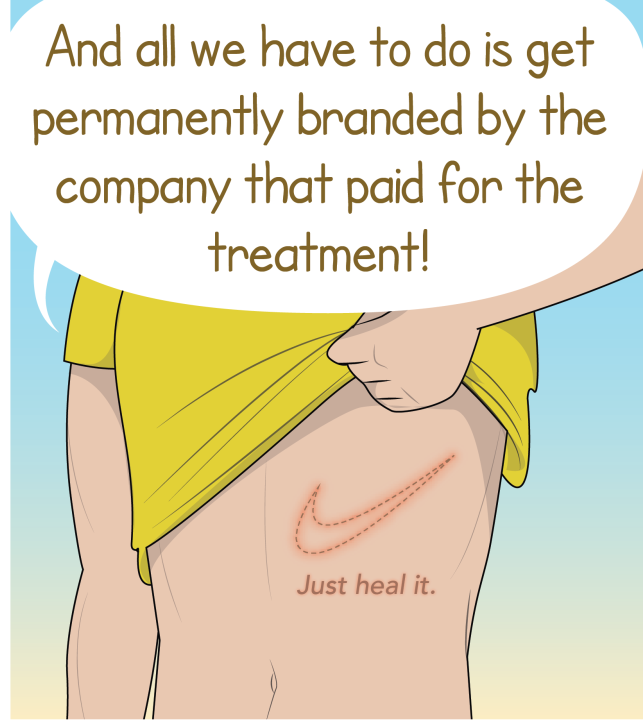 And all we have to do is get
permanently branded by the
company that paid for the
treatment!
Just heal it.